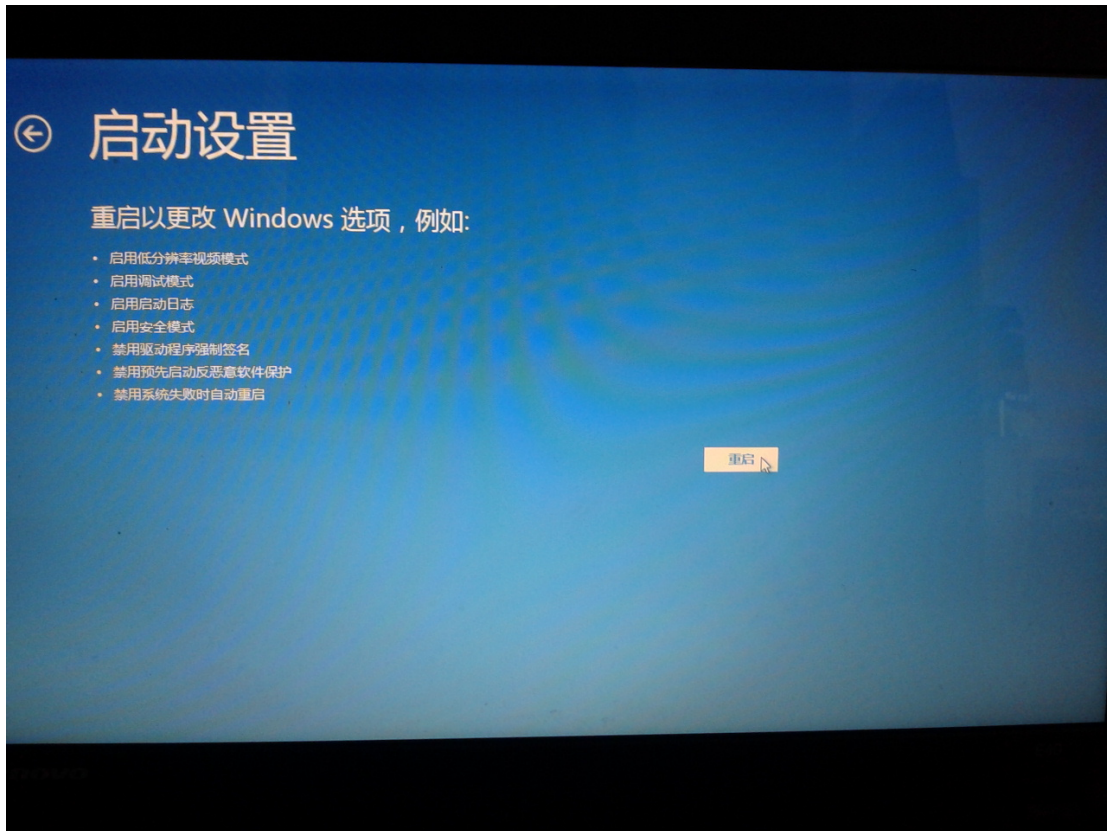 启动设置
重启以更改 Windows 选项，例如:
• 启用低分辨率视频模式
• 启用调试模式
• 启用启动日志
• 启用安全模式
• 禁用驱动程序强制签名
• 禁用预先启动反恶意软件保护
• 禁用系统失败时自动重启
重启